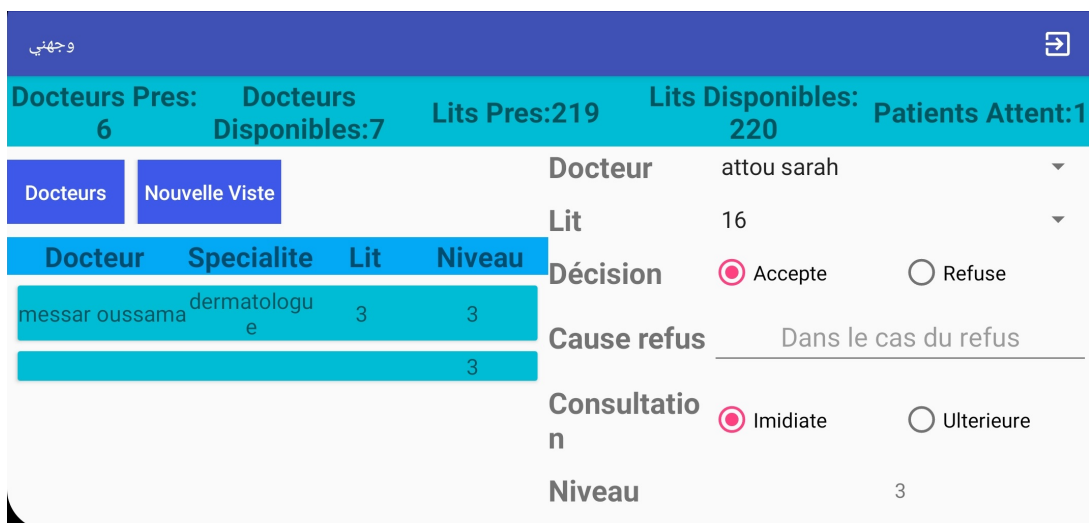 وجهني
Docteurs Pres:
6
Docteurs
Disponibles:7
Lits Pres:219
Lits Disponibles:
220
Patients Attent:1
Docteurs
Nouvelle Viste
Docteur
Specialite
Lit
Niveau
messar oussama
dermatologu
e
3
3
3
Docteur
attou sarah
Lit
16
Décision
Accepte
Refuse
Cause refus
Dans le cas du refus
Consultatio
n
Imidiate
Ulterieure
Niveau
3